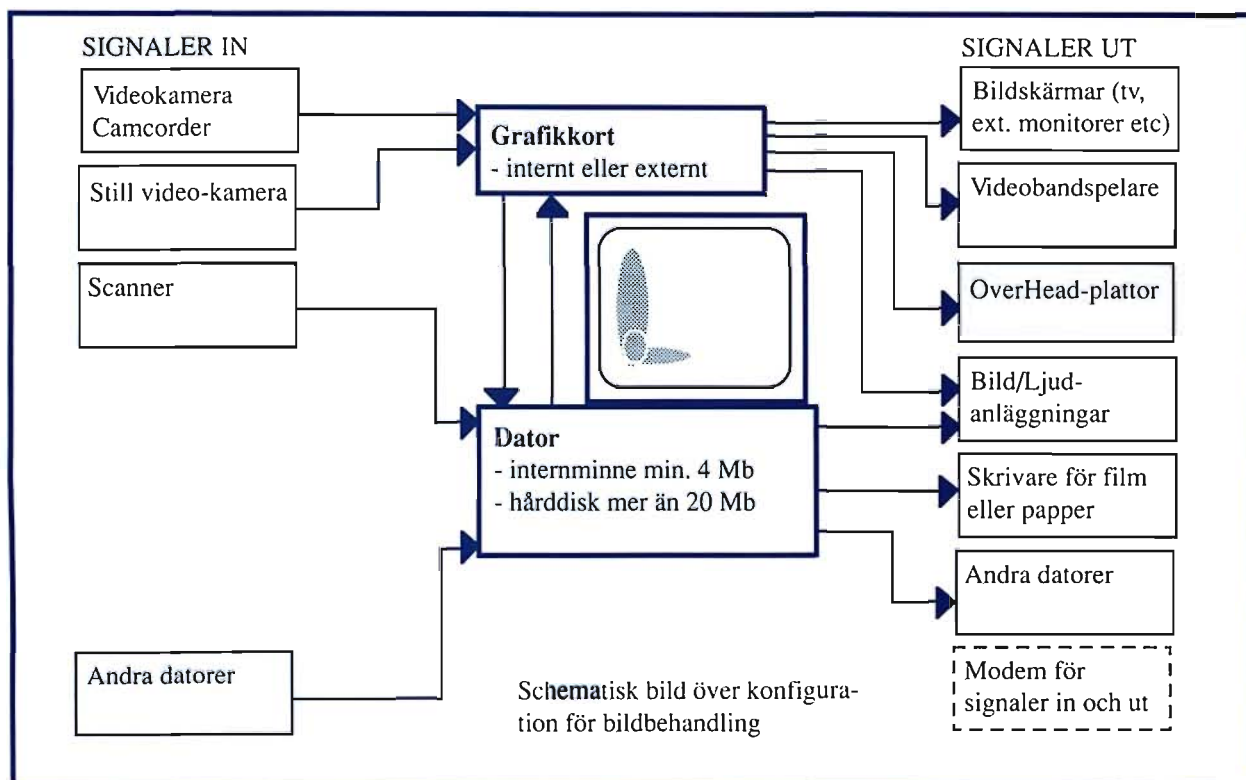 SIGNALER IN
Videokamera
Camcorder
Still video-kamera
Scanner
Andra datorer
Grafikkort
- internt eller externt
Dator
- internminne min. 4 Mb
- hårddisk mer än 20 Mb
Schematisk bild över konfigura-
tion för bildbehandling
SIGNALER UT
Bildskärmar (tv,
ext. monitorer etc)
Videobandspelare
OverHead-plattor
Bild/Ljud-
anläggningar
Skrivare för film
eller papper
Andra datorer
Modem för
signaler in och ut